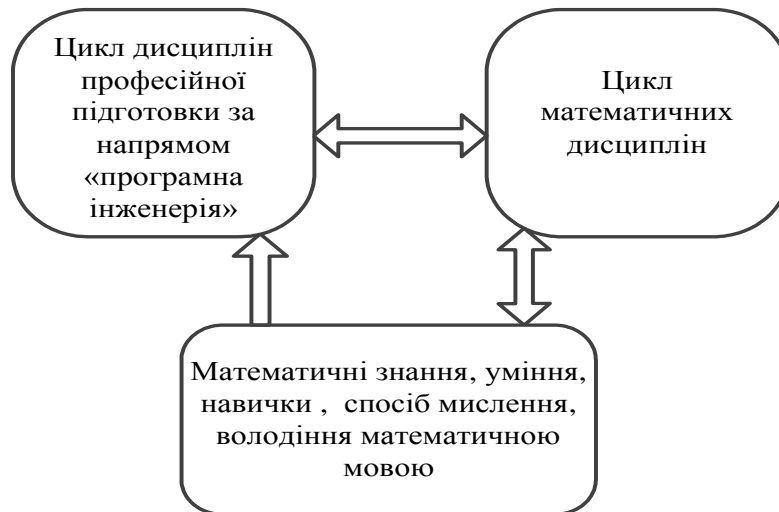 Цикл дисциплін
професійної
підготовки за
напрямом
«програмна
інженерія»
Цикл
математичних
дисциплін
Математичні знання, уміння,
навички , спосіб мислення,
володіння математичною
мовою